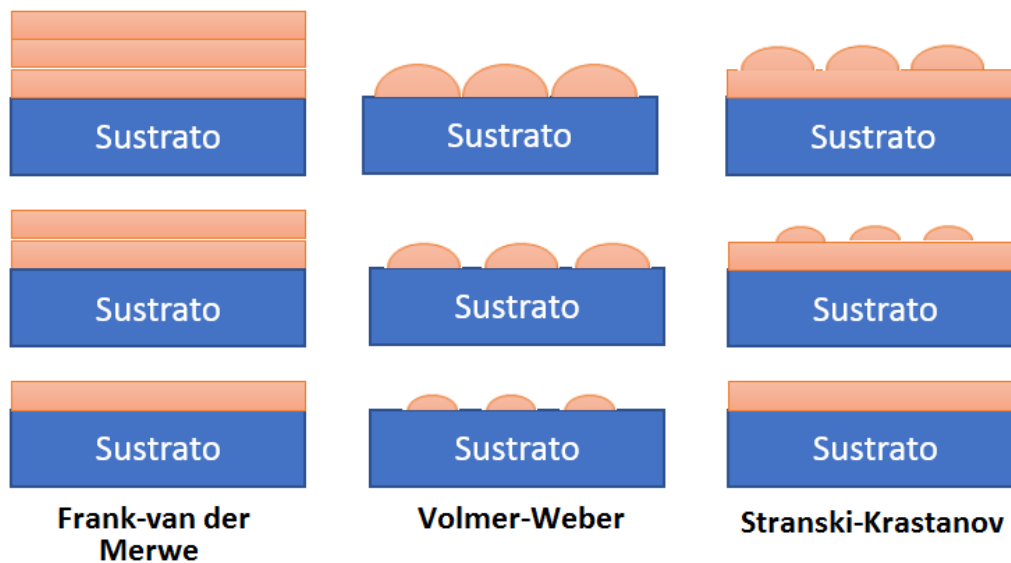 Sustrato
Sustrato
Sustrato
Sustrato
Sustrato
Sustrato
Sustrato
Sustrato
Sustrato
Frank-van der
Merwe
Volmer-Weber
Stranski-Krastanov